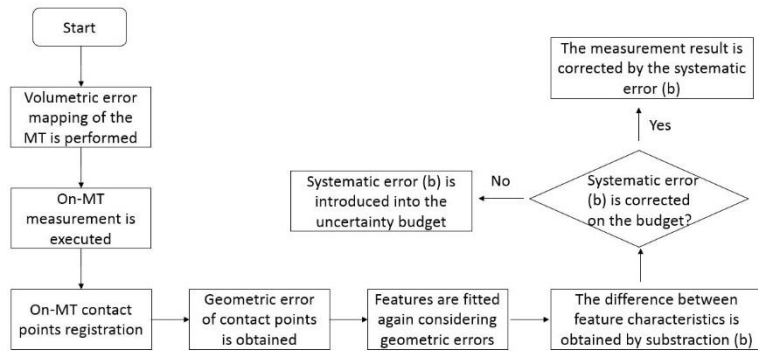 Start
Volumetric error
mapping of the
MT is performed
On-MT
measurement is
executed
On-MT contact
points registration
Geometric error
of contact points
is obtained
Features are fitted
again considering
geometric errors
The difference between
feature characteristics is
obtained by substraction (b)
Systematic error
(b) is corrected
on the budget?
No
Systematic error (b) is
introduced into the
uncertainty budget
Yes
The measurement result is
corrected by the systematic
error (b)